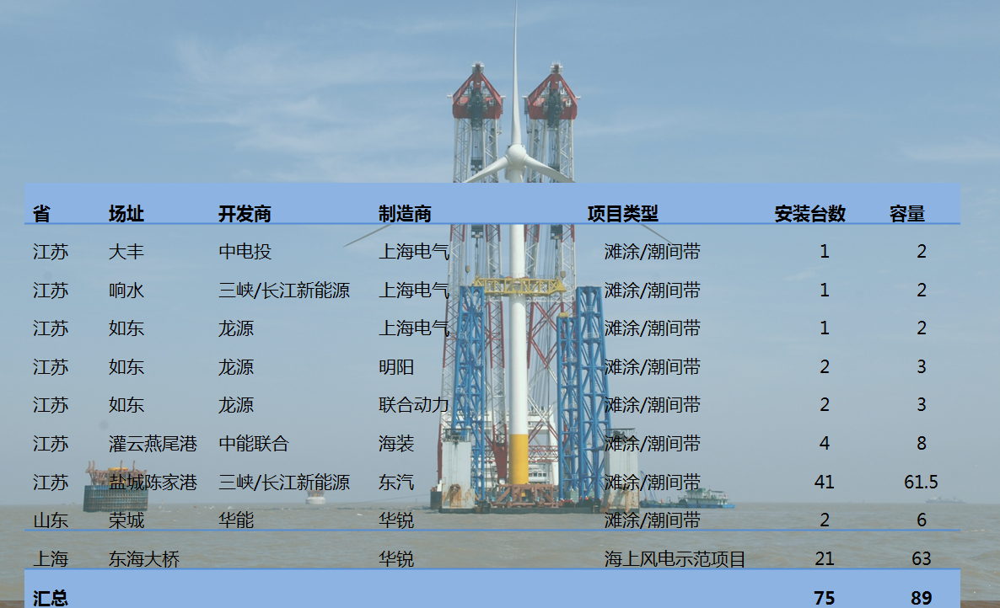 省 场址 开发商 制造商 项目类型 安装台数 容量
江苏 大丰 中电投 上海电气 滩涂/潮间带 1 2
江苏 响水 三峡/长江新能源 上海电气 滩涂/潮间带 1 2
江苏 如东 龙源 上海电气 滩涂/潮间带 1 2
江苏 如东 龙源 明阳 滩涂/潮间带 2 3
江苏 如东 龙源 联合动力 滩涂/潮间带 2 3
江苏 灌云燕尾港 中能联合 海装 滩涂/潮间带 4 8
江苏 盐城陈家港 三峡/长江新能源 东汽 滩涂/潮间带 41 61.5
山东 荣城 华能 华锐 滩涂/潮间带 2 6
上海 东海大桥 华锐 海上风电示范项目 21 63
汇总 75 89